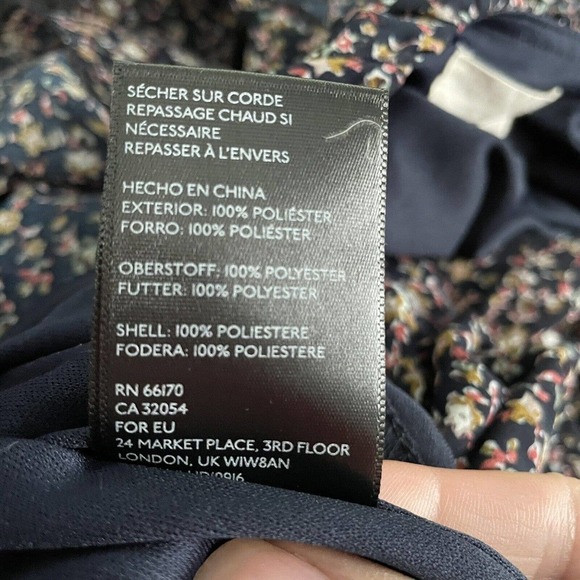 SÉCHER SUR CORDE
REPASSAGE CHAUD SI
NÉCESSAIRE
REPASSER À L'ENVERS
HECHO EN CHINA
EXTERIOR: 100% POLIÉSTER
FORRO: 100% POLIÉSTER
OBERSTOFF: 100% POLYESTER
FUTTER: 100% POLYESTER
SHELL: 100% POLIESTERE
FODERA: 100% POLIESTERE
RN 66170
CA 32054
FOR EU
24 MARKET PLACE, 3RD FLOOR
LONDON, UK W1W8AN